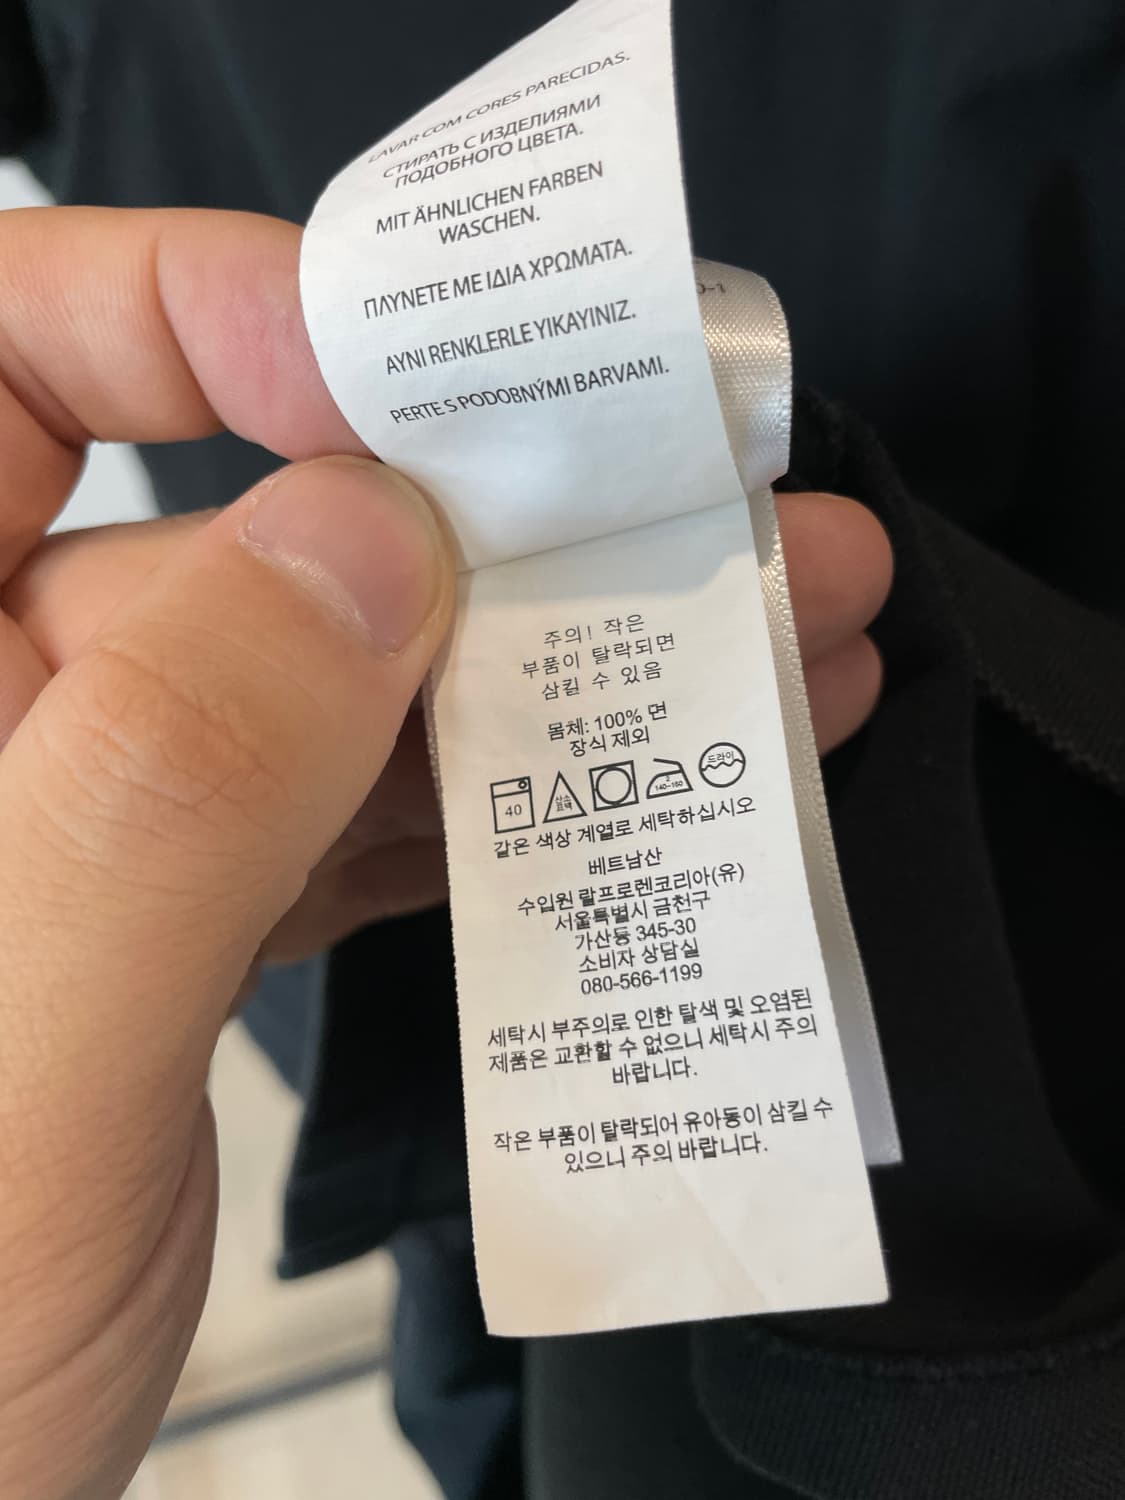 LAVAR COM CORES PARECIDAS.
СТИРАТЬ С ИЗДЕЛИЯМИ
ПОДОБНОГО ЦВЕТА.
MIT ÄHNLICHEN FARBEN
WASCHEN.
ΠΛΥΝΕΤΕ ΜΕ ΙΔΙΑ ΧΡΩΜΑΤΑ.
AYNI RENKLERLE YIKAYINIZ.
PERTE S PODOBNÝMI BARVAMI.
주의! 작은
부품이 탈락되면
삼킬 수 있음
몸체: 100% 면
장식 제외
40
산소
표백
2
140~160
드라이
같은 색상 계열로 세탁하십시오
베트남산
수입원 랄프로렌코리아(유)
서울특별시 금천구
가산동 345-30
소비자 상담실
080-566-1199
세탁시 부주의로 인한 탈색 및 오염된
제품은 교환할 수 없으니 세탁시 주의
바랍니다.
작은 부품이 탈락되어 유아동이 삼킬 수
있으니 주의 바랍니다.